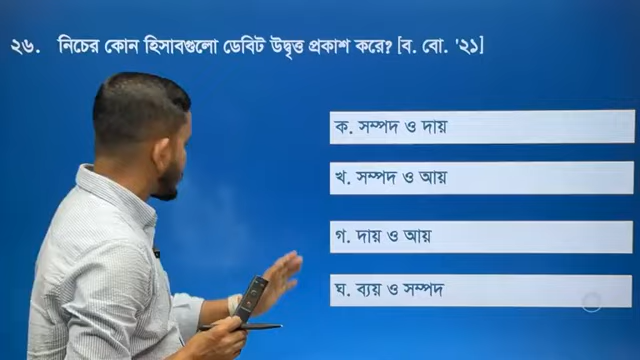 ২৬. নিচের কোন হিসাবগুলো ডেবিট উদ্বৃত্ত প্রকাশ করে? [ব. বো. '২১]
ক. সম্পদ ও দায়
খ. সম্পদ ও আয়
গ. দায় ও আয়
ঘ. ব্যয় ও সম্পদ